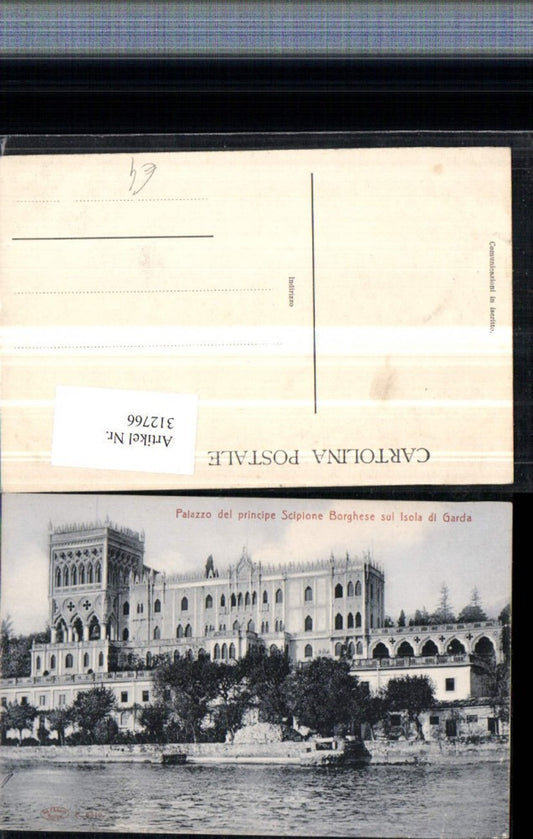 CARTOLINA POSTALE
Artikel Nr.
312766
Comunicazioni in iscritto.
Indirizzo
Palazzo del principe Scipione Borghese sul Isola di Garda